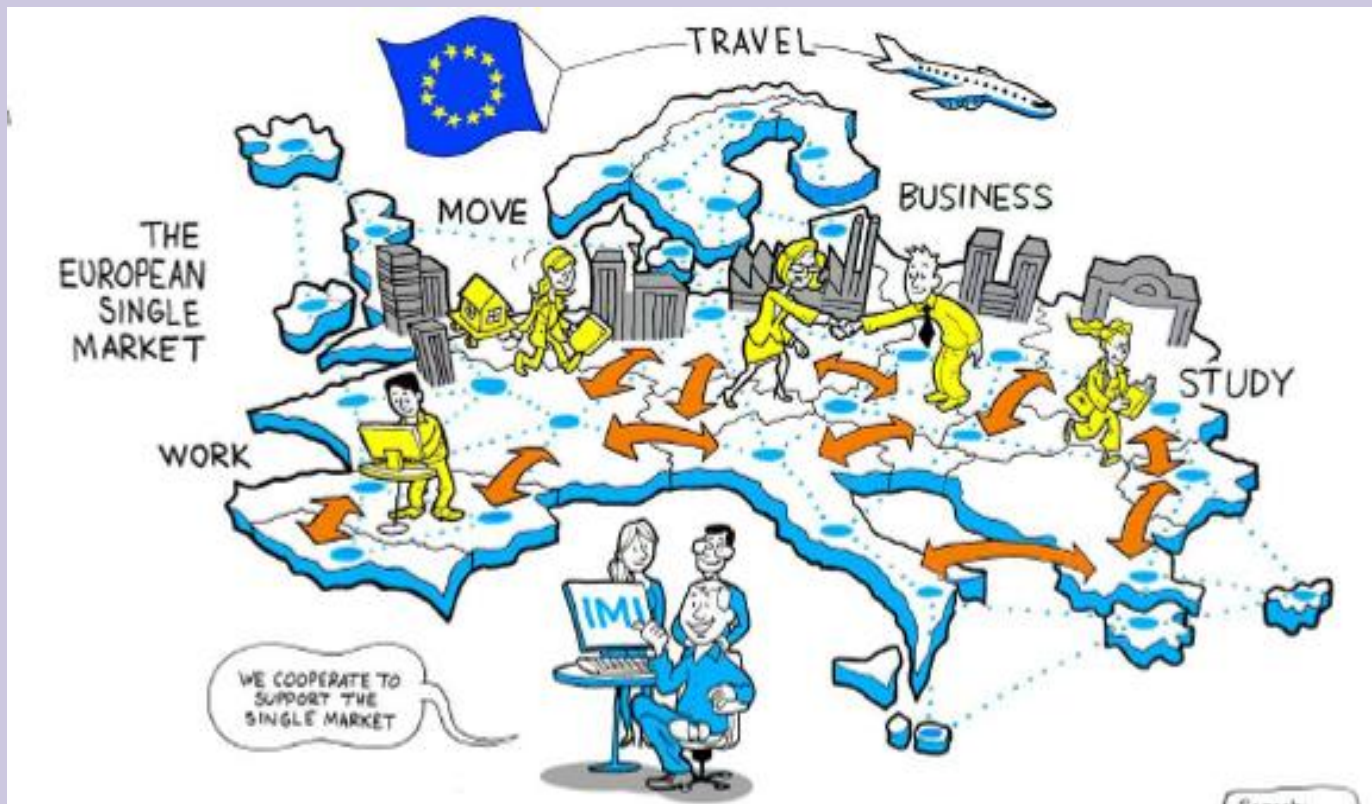 TRAVEL
MOVE
BUSINESS
THE
EUROPEAN
SINGLE
MARKET
STUDY
WORK
IMI
WE COOPERATE TO
SUPPORT THE
SINGLE MARKET